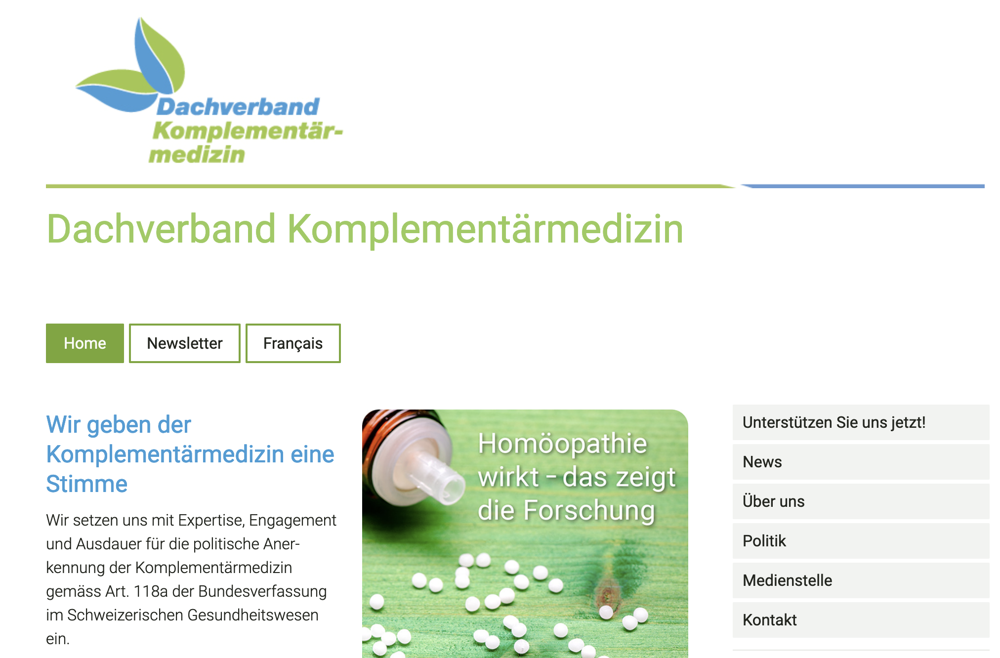 Dachverband
Komplementär-
medizin
Dachverband Komplementärmedizin
Home
Newsletter
Français
Wir geben der
Komplementärmedizin eine
Stimme
Wir setzen uns mit Expertise, Engagement
und Ausdauer für die politische Aner-
kennung der Komplementärmedizin
gemäss Art. 118a der Bundesverfassung
im Schweizerischen Gesundheitswesen
ein.
Homöopathie
wirkt – das zeigt
die Forschung
Unterstützen Sie uns jetzt!
News
Über uns
Politik
Medienstelle
Kontakt